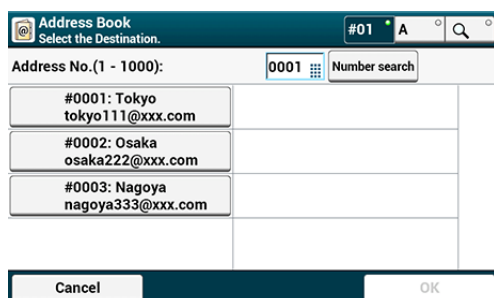 Address Book
Select the Destination.
#01
A
Address No.(1 - 1000):
0001
Number search
#0001: Tokyo
tokyo111@xxx.com
#0002: Osaka
osaka222@xxx.com
#0003: Nagoya
nagoya333@xxx.com
Cancel
OK